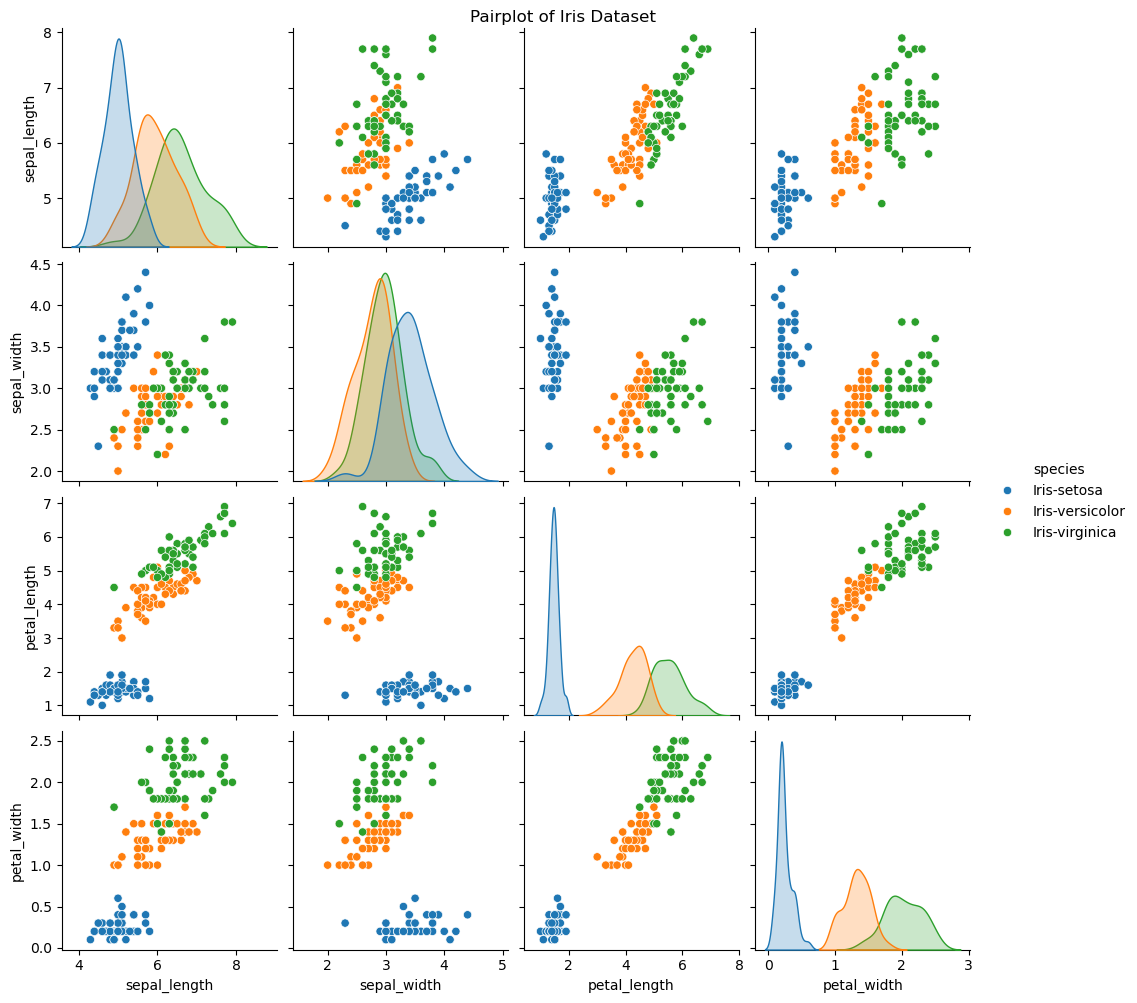 Pairplot of Iris Dataset
8
7
6
5
sepal_length
4.5
4.0
3.5
3.0
2.5
2.0
sepal_width
species
Iris-setosa
Iris-versicolor
Iris-virginica
7
6
5
4
3
2
1
petal_length
2.5
2.0
1.5
1.0
0.5
0.0
petal_width
4 6 8
2 3 4 5
2 4 6 8
0 1 2 3
sepal_length
sepal_width
petal_length
petal_width